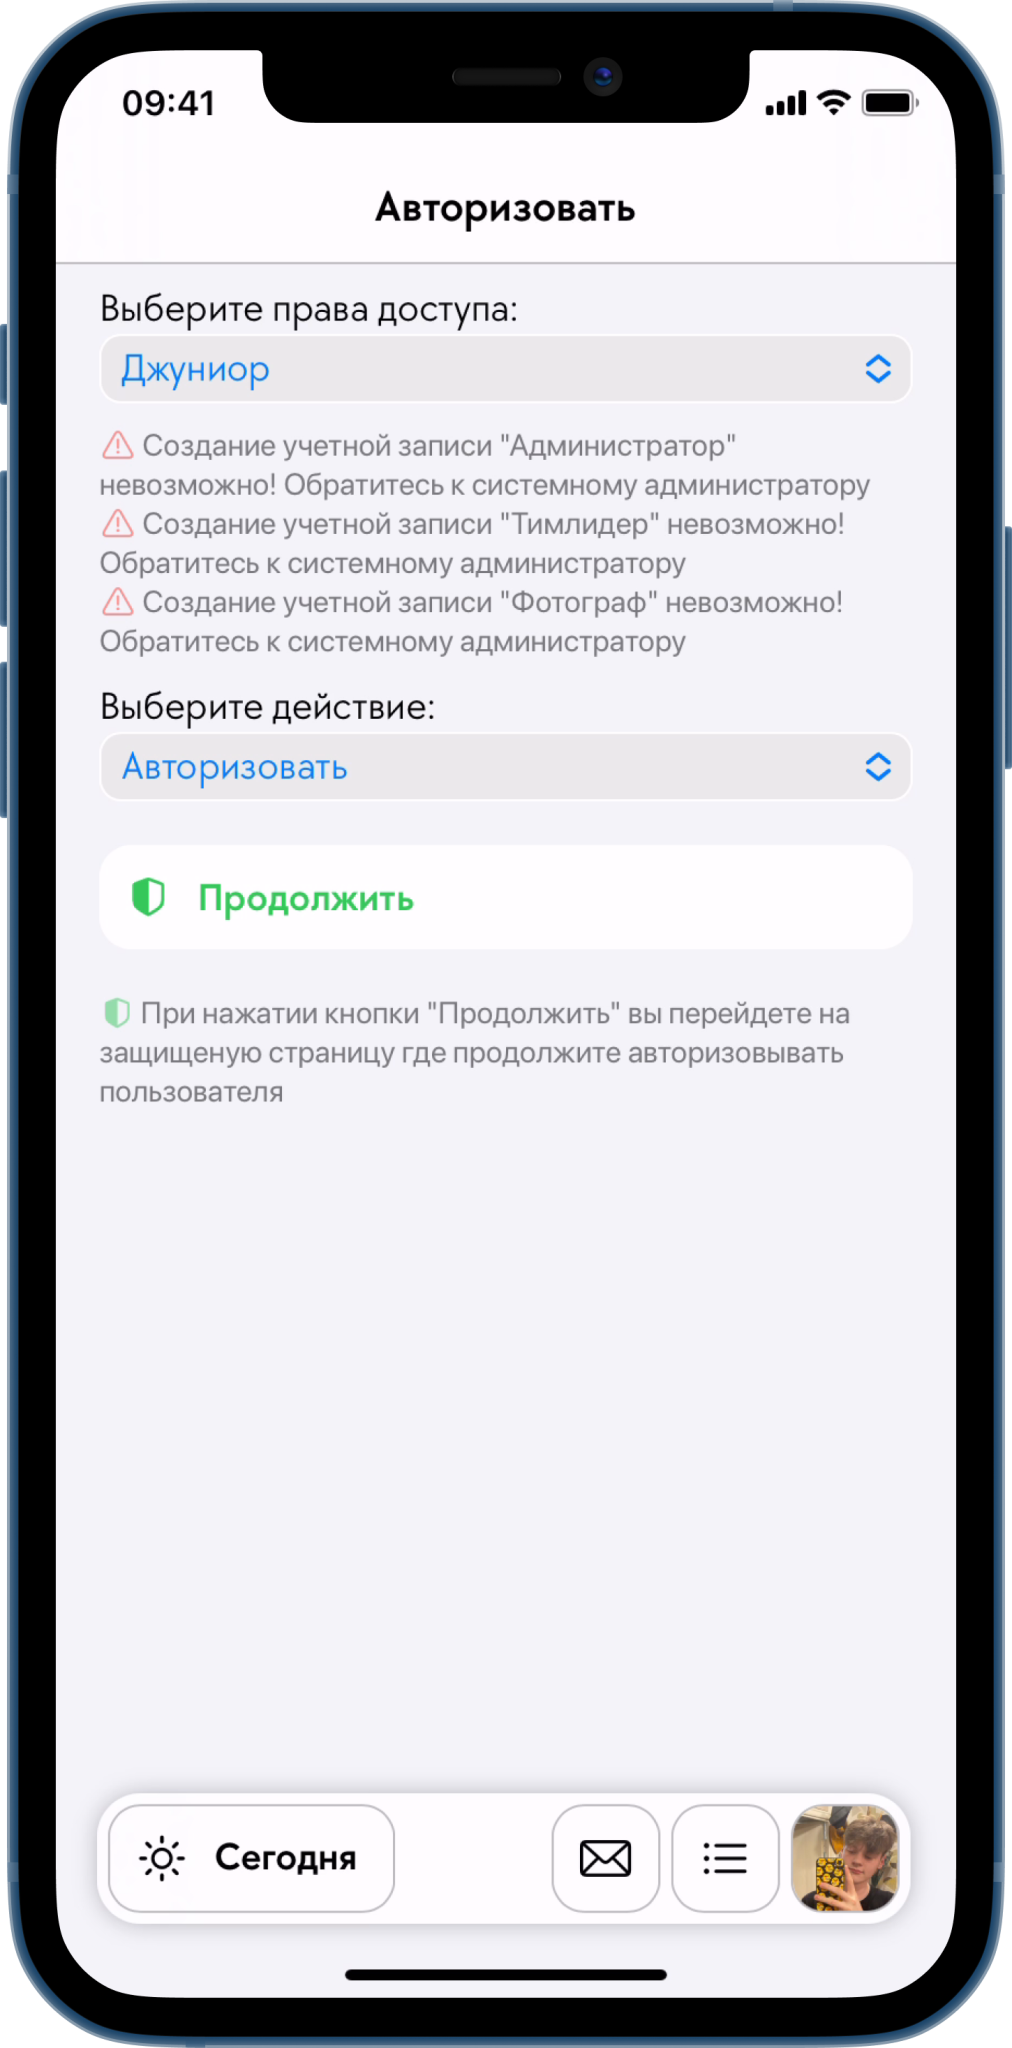 09:41
Авторизовать
Выберите права доступа:
Джуниор
Создание учетной записи "Администратор"
невозможно! Обратитесь к системному администратору
Создание учетной записи "Тимлидер" невозможно!
Обратитесь к системному администратору
Создание учетной записи "Фотограф" невозможно!
Обратитесь к системному администратору
Выберите действие:
Авторизовать
Продолжить
При нажатии кнопки "Продолжить" вы перейдете на
защищеную страницу где продолжите авторизовывать
пользователя
Сегодня